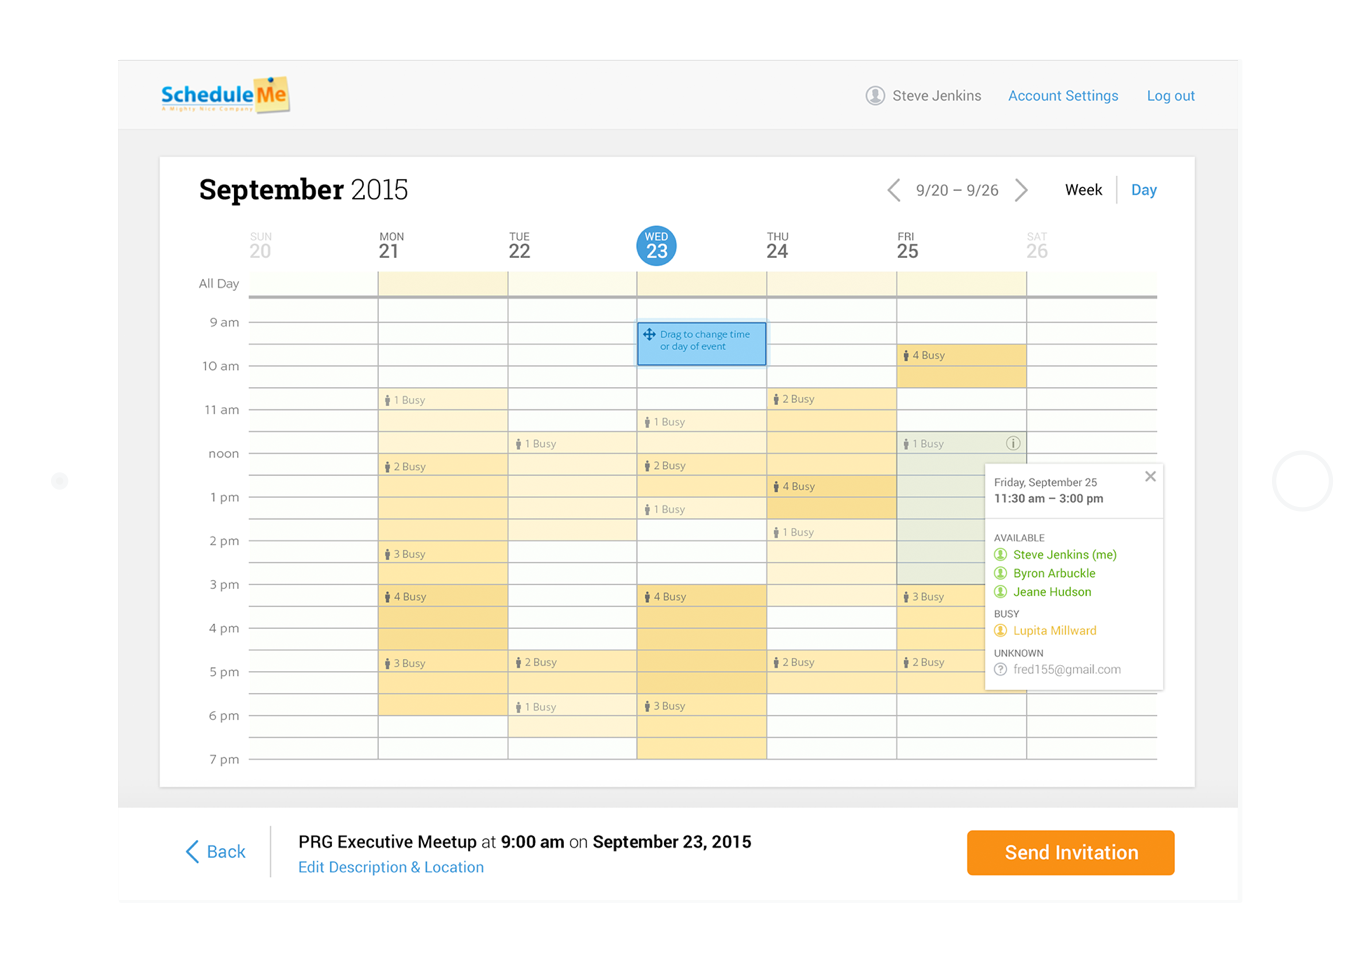 ScheduleMe
A Mighty Nice Company
Steve Jenkins
Account Settings
Log out
September 2015
9/20 – 9/26
Week
Day
SUN
20
MON
21
TUE
22
WED
23
THU
24
FRI
25
SAT
26
All Day
9 am
Drag to change time
or day of event
4 Busy
10 am
1 Busy
2 Busy
11 am
1 Busy
1 Busy
1 Busy
noon
2 Busy
2 Busy
4 Busy
1 pm
1 Busy
1 Busy
2 pm
3 Busy
3 pm
4 Busy
4 Busy
3 Busy
4 pm
3 Busy
2 Busy
2 Busy
2 Busy
5 pm
1 Busy
3 Busy
6 pm
7 pm
Friday, September 25
11:30 am – 3:00 pm
AVAILABLE
Steve Jenkins (me)
Byron Arbuckle
Jeane Hudson
BUSY
Lupita Millward
UNKNOWN
fred155@gmail.com
Back
PRG Executive Meetup at 9:00 am on September 23, 2015
Edit Description & Location
Send Invitation